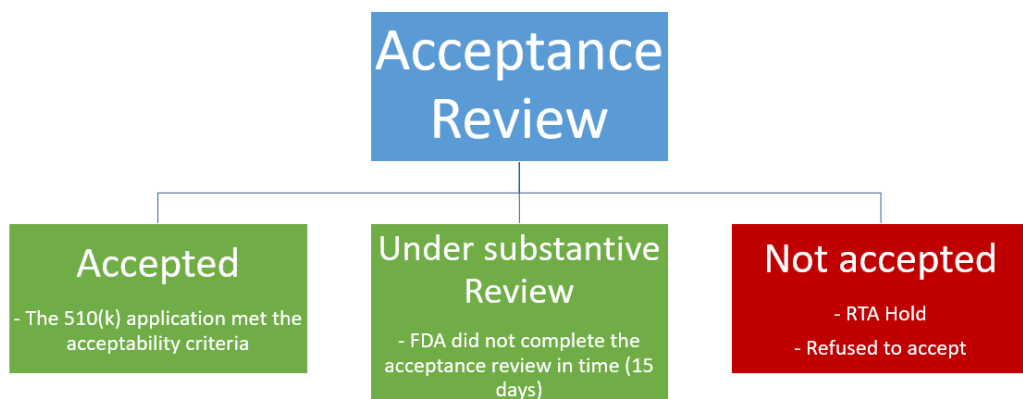 Acceptance
Review
Accepted
- The 510(k) application met the
acceptability criteria
Under substantive
Review
- FDA did not complete the
acceptance review in time (15
days)
Not accepted
- RTA Hold
- Refused to accept